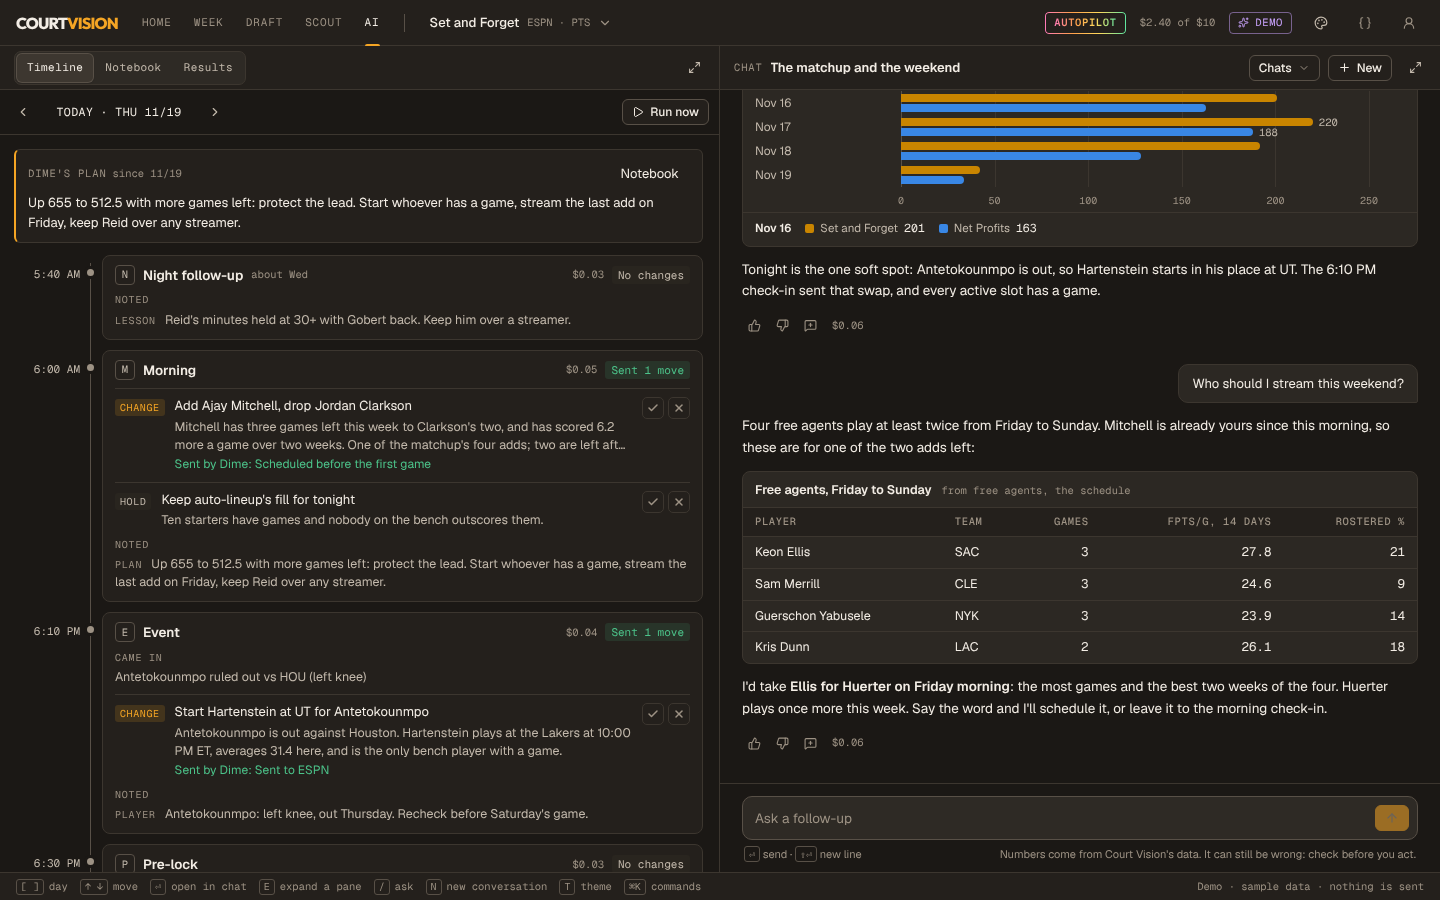 COURTVISION HOME WEEK DRAFT SCOUT AI Set and Forget ESPN · PTS AUTOPILOT $2.40 of $10 DEMO { }
Timeline Notebook Results
TODAY · THU 11/19 Run now
DIME'S PLAN since 11/19 Notebook
Up 655 to 512.5 with more games left: protect the lead. Start whoever has a game, stream the last add on
Friday, keep Reid over any streamer.
5:40 AM N Night follow-up about Wed $0.03 No changes
NOTED
LESSON Reid's minutes held at 30+ with Gobert back. Keep him over a streamer.
6:00 AM M Morning $0.05 Sent 1 move
CHANGE Add Ajay Mitchell, drop Jordan Clarkson
Mitchell has three games left this week to Clarkson's two, and has scored 6.2
more a game over two weeks. One of the matchup's four adds; two are left aft…
Sent by Dime: Scheduled before the first game
HOLD Keep auto-lineup's fill for tonight
Ten starters have games and nobody on the bench outscores them.
NOTED
PLAN Up 655 to 512.5 with more games left: protect the lead. Start whoever has a game, stream the
last add on Friday, keep Reid over any streamer.
6:10 PM E Event $0.04 Sent 1 move
CAME IN
Antetokounmpo ruled out vs HOU (left knee)
CHANGE Start Hartenstein at UT for Antetokounmpo
Antetokounmpo is out against Houston. Hartenstein plays at the Lakers at 10:00
PM ET, averages 31.4 here, and is the only bench player with a game.
Sent by Dime: Sent to ESPN
NOTED
PLAYER Antetokounmpo: left knee, out Thursday. Recheck before Saturday's game.
6:30 PM P Pre-lock $0.03 No changes
CHAT The matchup and the weekend Chats New
Nov 16
Nov 17 220
188
Nov 18
Nov 19
0 50 100 150 200 250
Nov 16 Set and Forget 201 Net Profits 163
Tonight is the one soft spot: Antetokounmpo is out, so Hartenstein starts in his place at UT. The 6:10 PM
check-in sent that swap, and every active slot has a game.
$0.06
Who should I stream this weekend?
Four free agents play at least twice from Friday to Sunday. Mitchell is already yours since this morning, so
these are for one of the two adds left:
Free agents, Friday to Sunday from free agents, the schedule
PLAYER TEAM GAMES FPTS/G, 14 DAYS ROSTERED %
Keon Ellis SAC 3 27.8 21
Sam Merrill CLE 3 24.6 9
Guerschon Yabusele NYK 3 23.9 14
Kris Dunn LAC 2 26.1 18
I'd take Ellis for Huerter on Friday morning: the most games and the best two weeks of the four. Huerter
plays once more this week. Say the word and I'll schedule it, or leave it to the morning check-in.
$0.06
Ask a follow-up
⏎ send · ⇧⏎ new line Numbers come from Court Vision's data. It can still be wrong: check before you act.
[ ] day ↑ ↓ move ⏎ open in chat E expand a pane / ask N new conversation T theme ⌘K commands Demo · sample data · nothing is sent